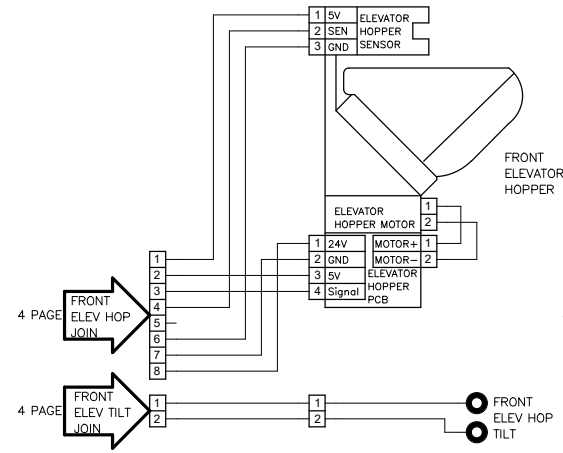 1 5V ELEVATOR
2 SEN HOPPER
3 GND SENSOR
FRONT
ELEVATOR
HOPPER
ELEVATOR
HOPPER MOTOR
1
2
1 24V MOTOR+ 1
2 GND MOTOR- 2
3 5V ELEVATOR
4 Signal HOPPER
PCB
4 PAGE
FRONT
ELEV HOP
JOIN
1
2
3
4
5
6
7
8
4 PAGE
FRONT
ELEV TILT
JOIN
1
2
1
2
FRONT
ELEV HOP
TILT